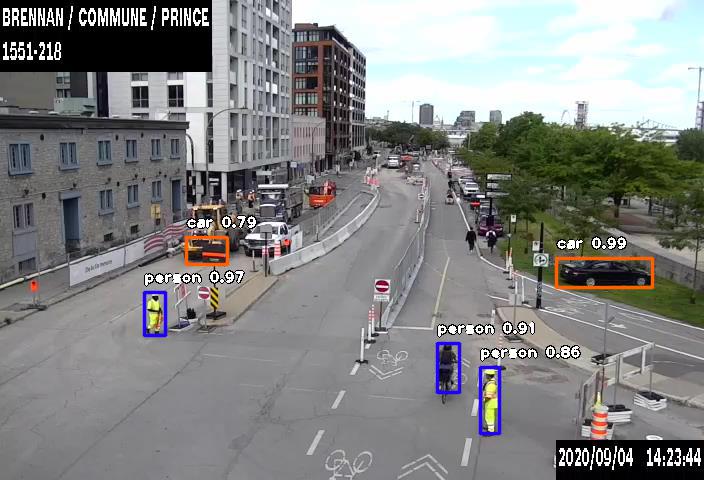 BRENNAN / COMMUNE / PRINCE
1551-218
car 0.79
car 0.99
person 0.97
person 0.91
person 0.86
2020/09/04 14:23:44